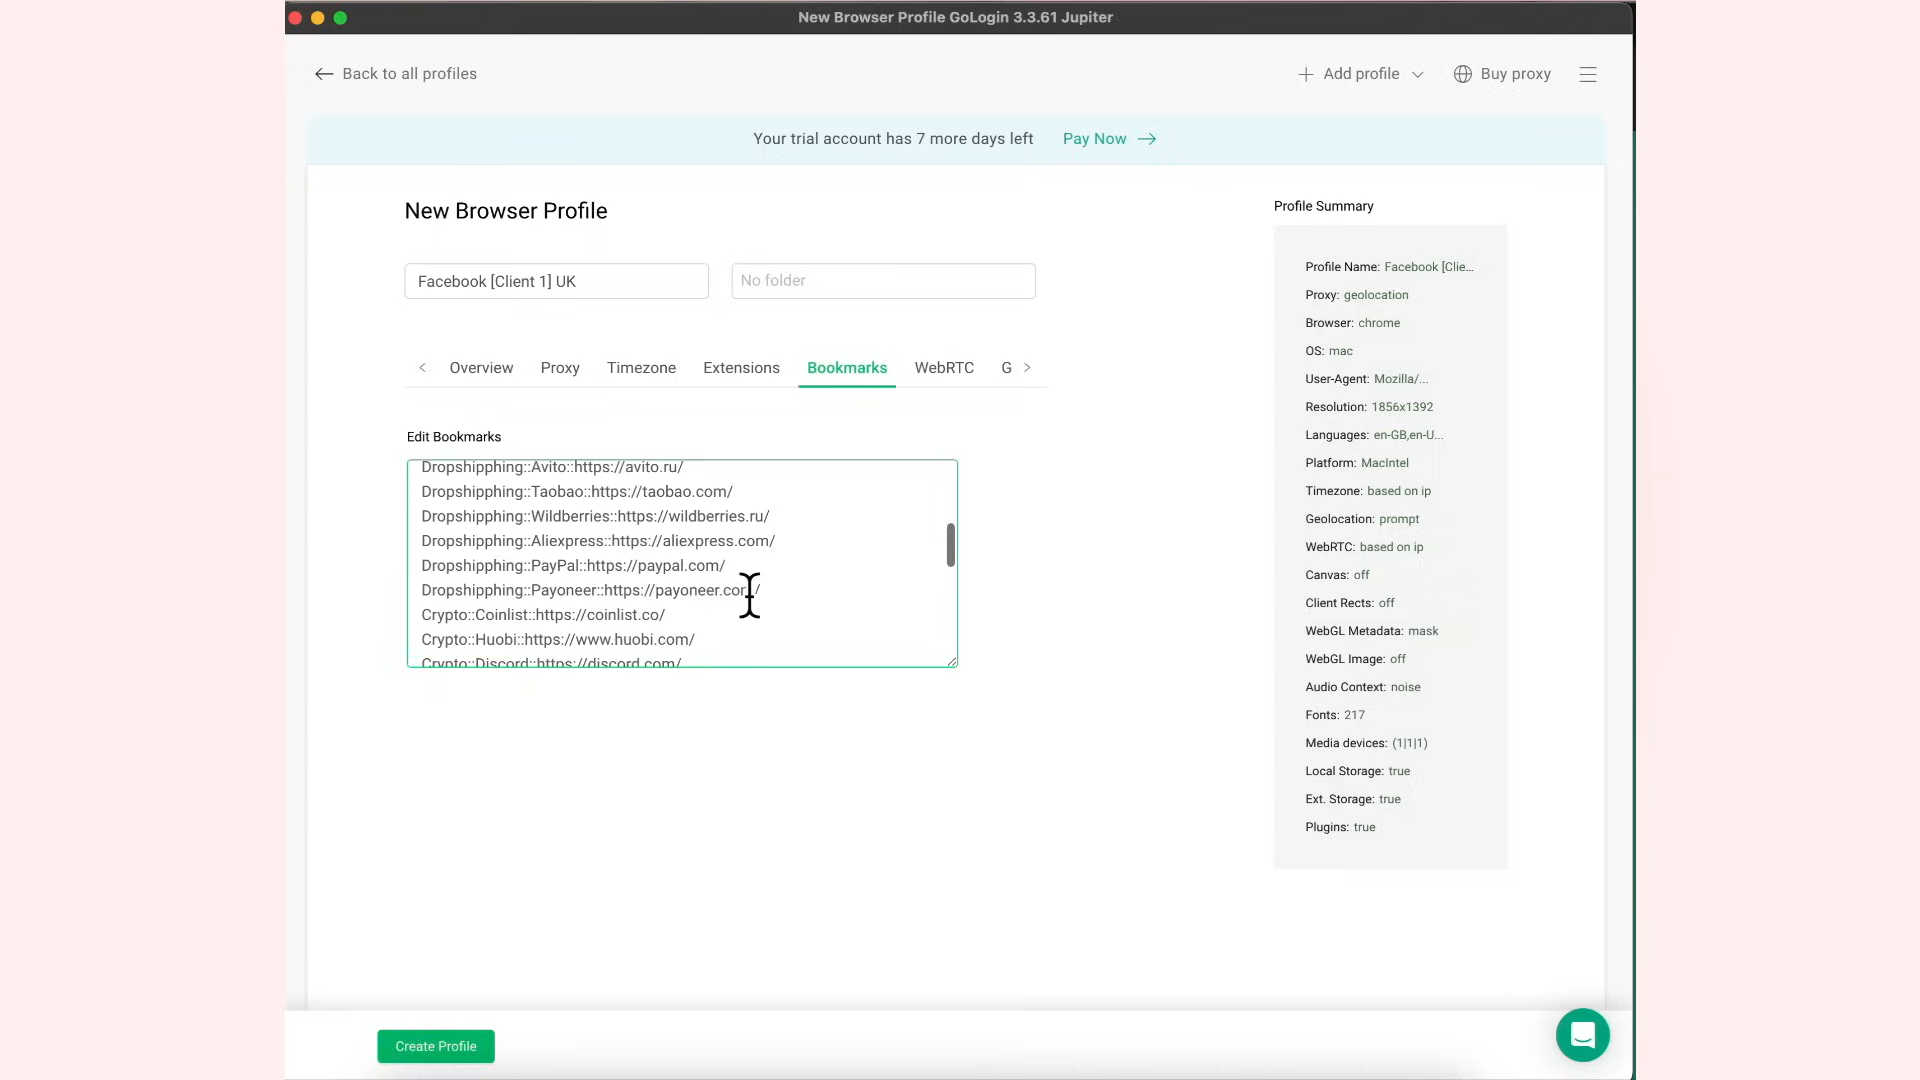 New Browser Profile GoLogin 3.3.61 Jupiter
Back to all profiles
Add profile
Buy proxy
Your trial account has 7 more days left
Pay Now
New Browser Profile
Facebook [Client 1] UK
No folder
Overview
Proxy
Timezone
Extensions
Bookmarks
WebRTC
G
Edit Bookmarks
Dropshipphing::Avito::https://avito.ru/
Dropshipphing::Taobao::https://taobao.com/
Dropshipphing::Wildberries::https://wildberries.ru/
Dropshipphing::Aliexpress::https://aliexpress.com/
Dropshipphing::PayPal::https://paypal.com/
Dropshipphing::Payoneer::https://payoneer.com/
Crypto::Coinlist::https://coinlist.co/
Crypto::Huobi::https://www.huobi.com/
Crypto::Discord::https://discord.com/
Profile Summary
Profile Name: Facebook [Clie...
Proxy: geolocation
Browser: chrome
OS: mac
User-Agent: Mozilla/...
Resolution: 1856x1392
Languages: en-GB,en-U...
Platform: MacIntel
Timezone: based on ip
Geolocation: prompt
WebRTC: based on ip
Canvas: off
Client Rects: off
WebGL Metadata: mask
WebGL Image: off
Audio Context: noise
Fonts: 217
Media devices: (1|1|1)
Local Storage: true
Ext. Storage: true
Plugins: true
Create Profile